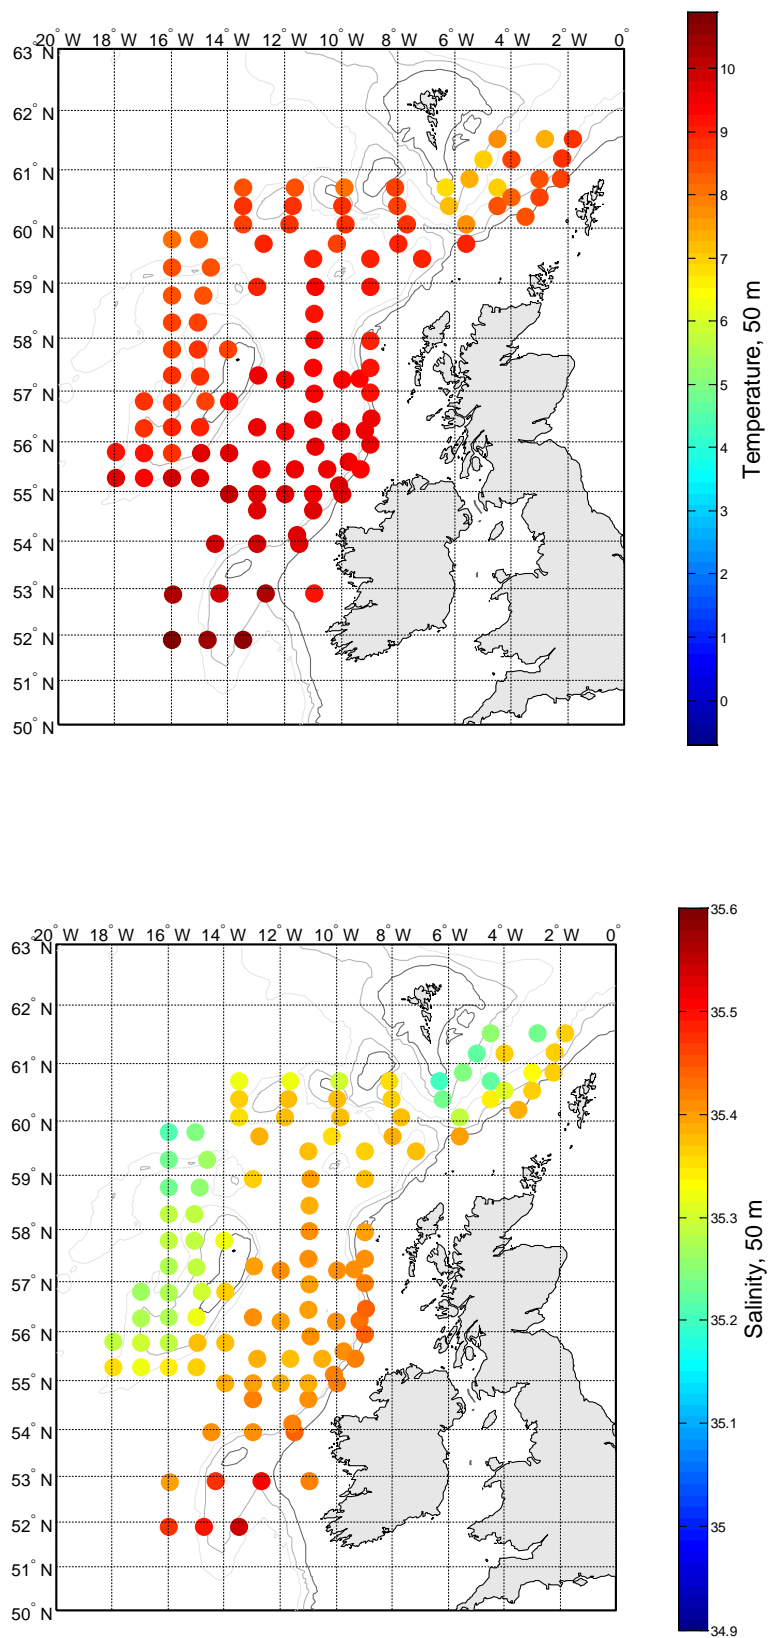 20° W 18° W 16° W 14° W 12° W 10° W 8° W 6° W 4° W 2° W 0°
63° N
62° N
61° N
60° N
59° N
58° N
57° N
56° N
55° N
54° N
53° N
52° N
51° N
50° N
10
9
8
7
6
5
4
3
2
1
0
Temperature, 50 m
20° W 18° W 16° W 14° W 12° W 10° W 8° W 6° W 4° W 2° W 0°
63° N
62° N
61° N
60° N
59° N
58° N
57° N
56° N
55° N
54° N
53° N
52° N
51° N
50° N
35.6
35.5
35.4
35.3
35.2
35.1
35
34.9
Salinity, 50 m